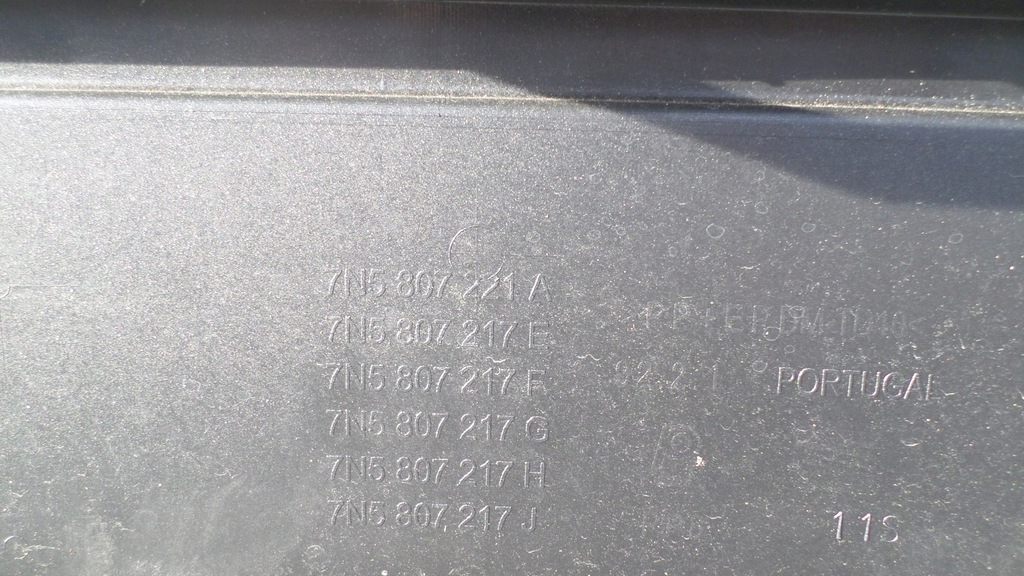 7N5 807 221 A
7N5 807 217 E
7N5 807 217 F
7N5 807 217 G
7N5 807 217 H
7N5 807 217 J
PORTUGAL
11S